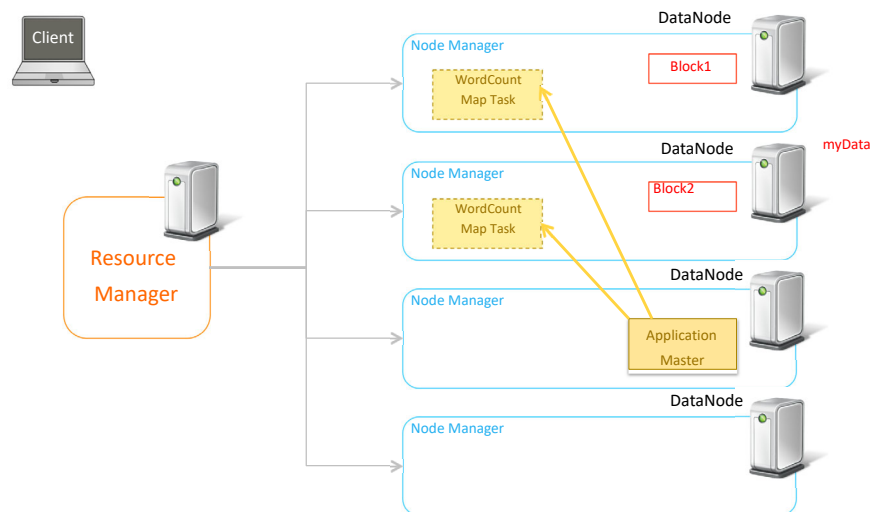 Client
DataNode
Node Manager
Block1
WordCount
Map Task
DataNode
myData
Node Manager
Block2
WordCount
Map Task
Resource
Manager
DataNode
Node Manager
Application
Master
DataNode
Node Manager